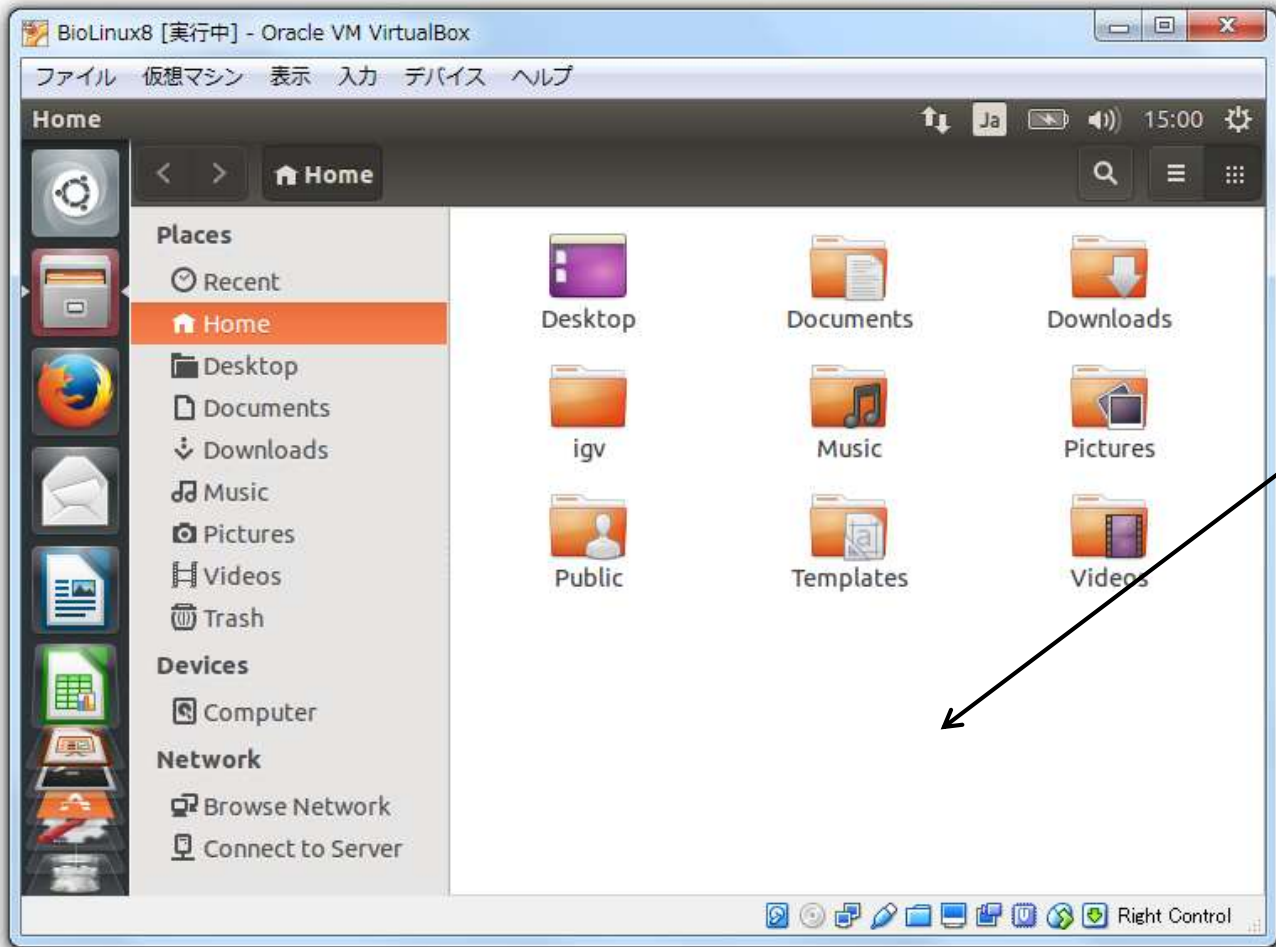 BioLinux8 [実行中] - Oracle VM VirtualBox
ファイル 仮想マシン 表示 入力 デバイス ヘルプ
Home Ja 15:00
Home
Places
Recent
Home
Desktop
Documents
Downloads
Music
Pictures
Videos
Trash
Devices
Computer
Network
Browse Network
Connect to Server
Desktop Documents Downloads
igv Music Pictures
Public Templates Videos
Right Control